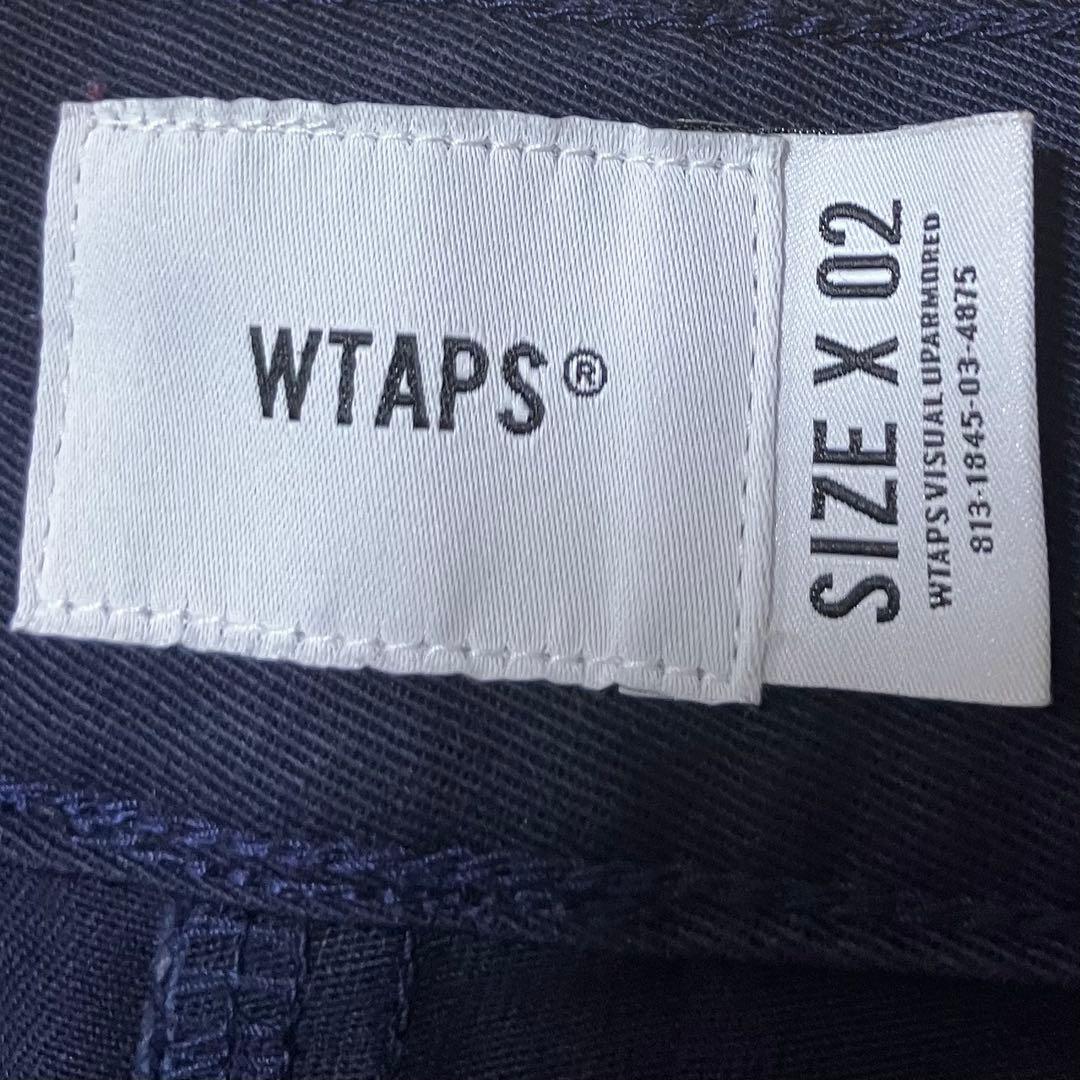 WTAPS®
SIZE X 02
WTAPS VISUAL UPARMORED
813-1845-03-4875